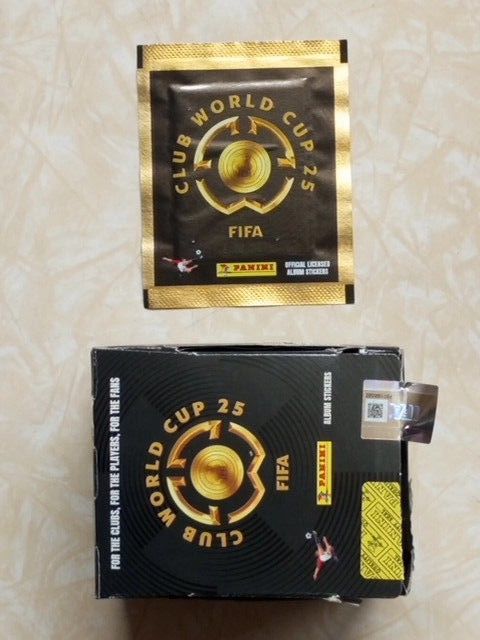 CLUB WORLD CUP 25
FIFA
PANINI
OFFICIAL LICENSED
ALBUM STICKERS
FOR THE CLUBS, FOR THE PLAYERS, FOR THE FANS
CLUB WORLD CUP 25
FIFA
PANINI
ALBUM STICKERS